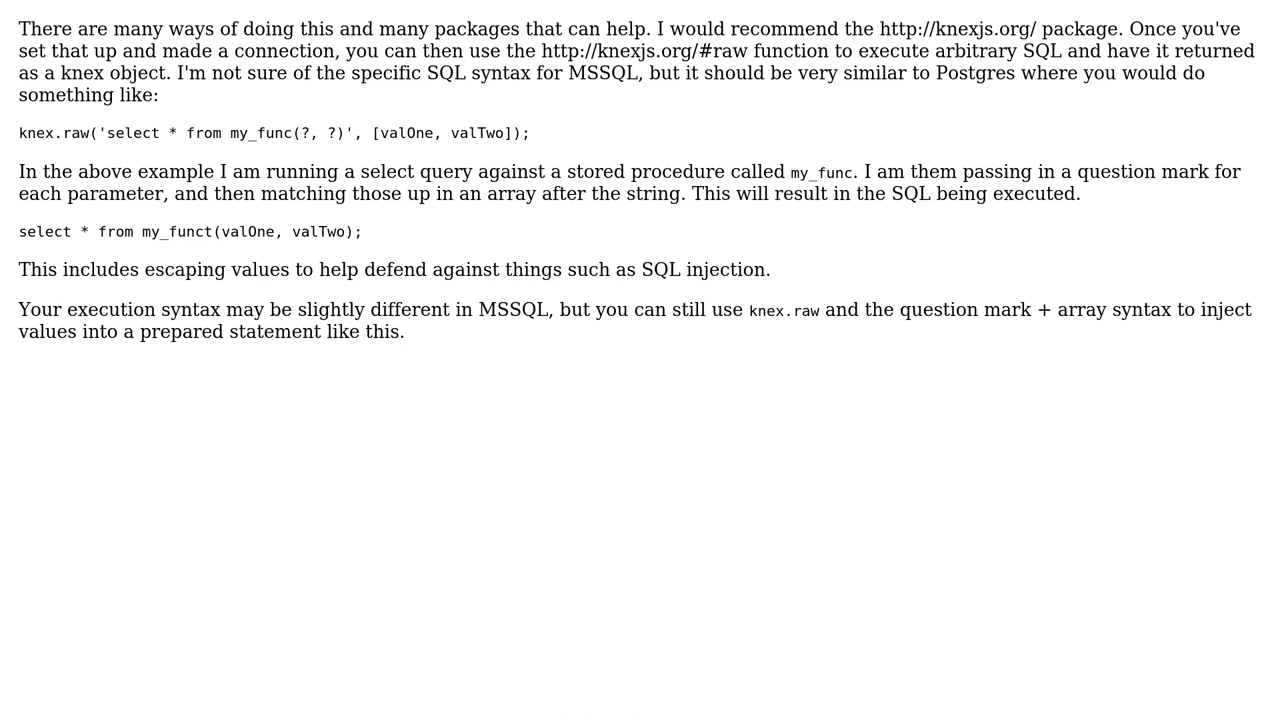 There are many ways of doing this and many packages that can help. I would recommend the http://knexjs.org/ package. Once you've
set that up and made a connection, you can then use the http://knexjs.org/#raw function to execute arbitrary SQL and have it returned
as a knex object. I'm not sure of the specific SQL syntax for MSSQL, but it should be very similar to Postgres where you would do
something like:
knex.raw('select * from my_func(?, ?)', [valOne, valTwo]);
In the above example I am running a select query against a stored procedure called my_func. I am them passing in a question mark for
each parameter, and then matching those up in an array after the string. This will result in the SQL being executed.
select * from my_funct(valOne, valTwo);
This includes escaping values to help defend against things such as SQL injection.
Your execution syntax may be slightly different in MSSQL, but you can still use knex.raw and the question mark + array syntax to inject
values into a prepared statement like this.